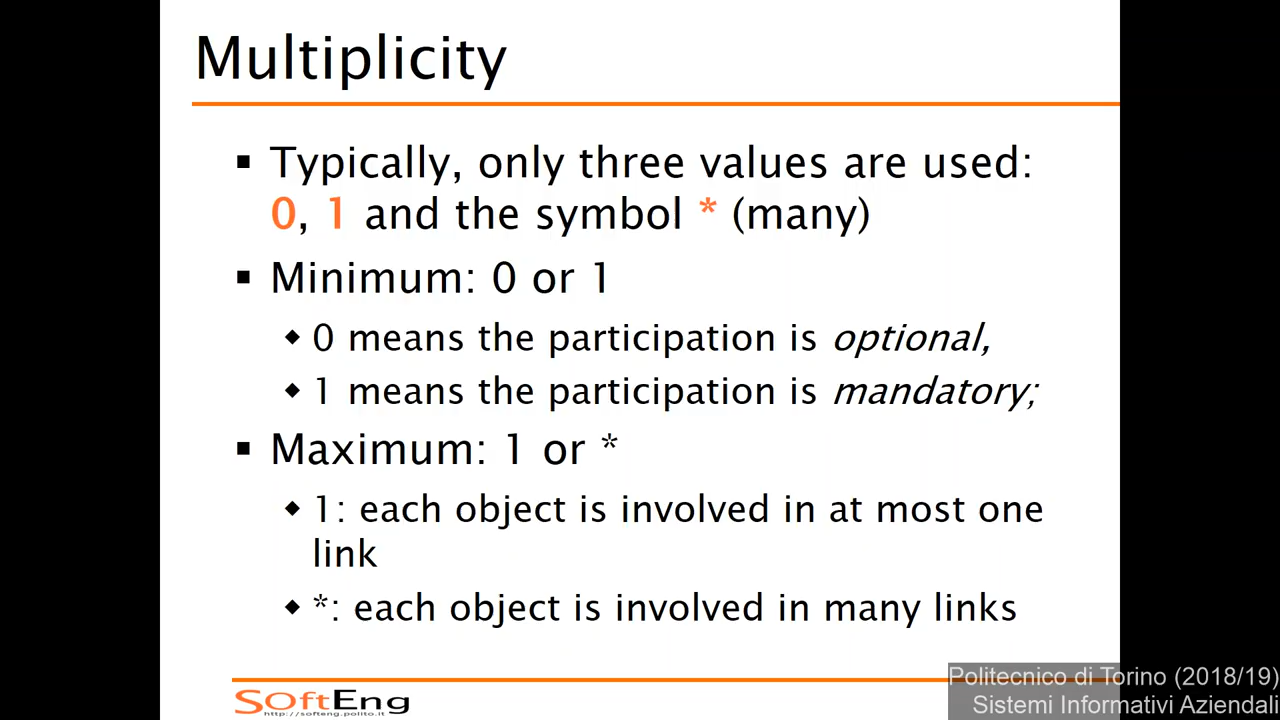 Multiplicity
▪ Typically, only three values are used:
0, 1 and the symbol * (many)
▪ Minimum: 0 or 1
◆ 0 means the participation is optional,
◆ 1 means the participation is mandatory;
▪ Maximum: 1 or *
◆ 1: each object is involved in at most one
link
◆ *: each object is involved in many links
SoftEng
http://softeng.polito.it
Politecnico di Torino (2018/19)
Sistemi Informativi Aziendali